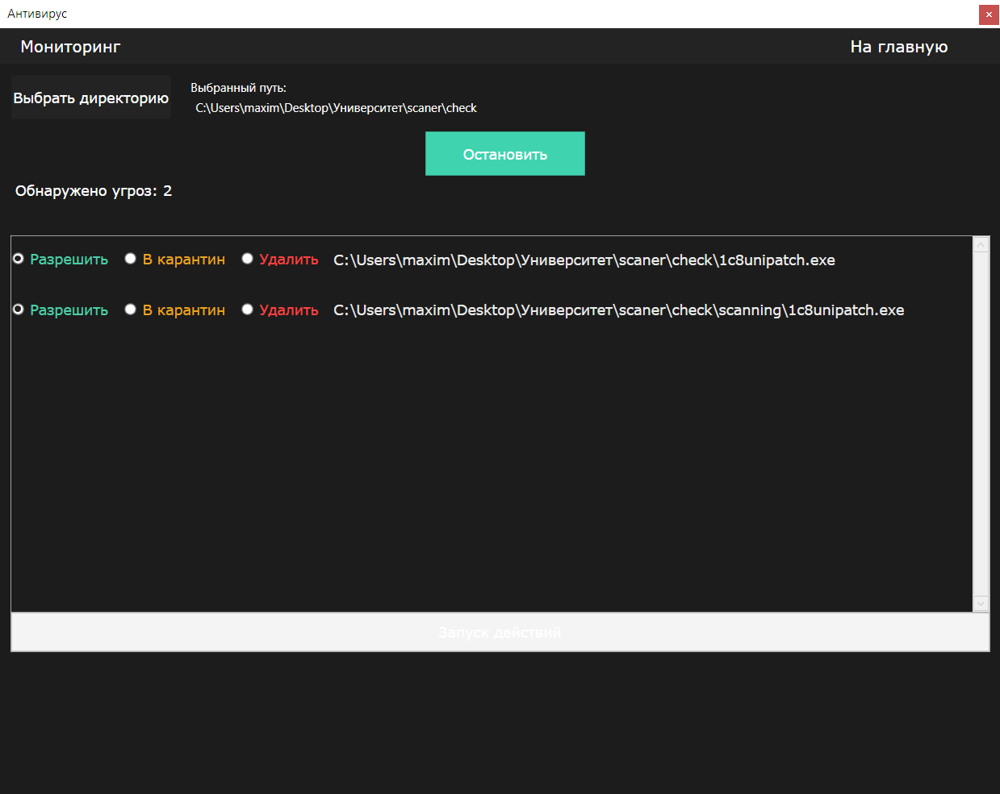 Антивирус
Мониторинг
На главную
Выбрать директорию
Выбранный путь:
C:\Users\maxim\Desktop\Университет\scaner\check
Остановить
Обнаружено угроз: 2
Разрешить В карантин Удалить C:\Users\maxim\Desktop\Университет\scaner\check\1c8unipatch.exe
Разрешить В карантин Удалить C:\Users\maxim\Desktop\Университет\scaner\check\scanning\1c8unipatch.exe
Запуск действий